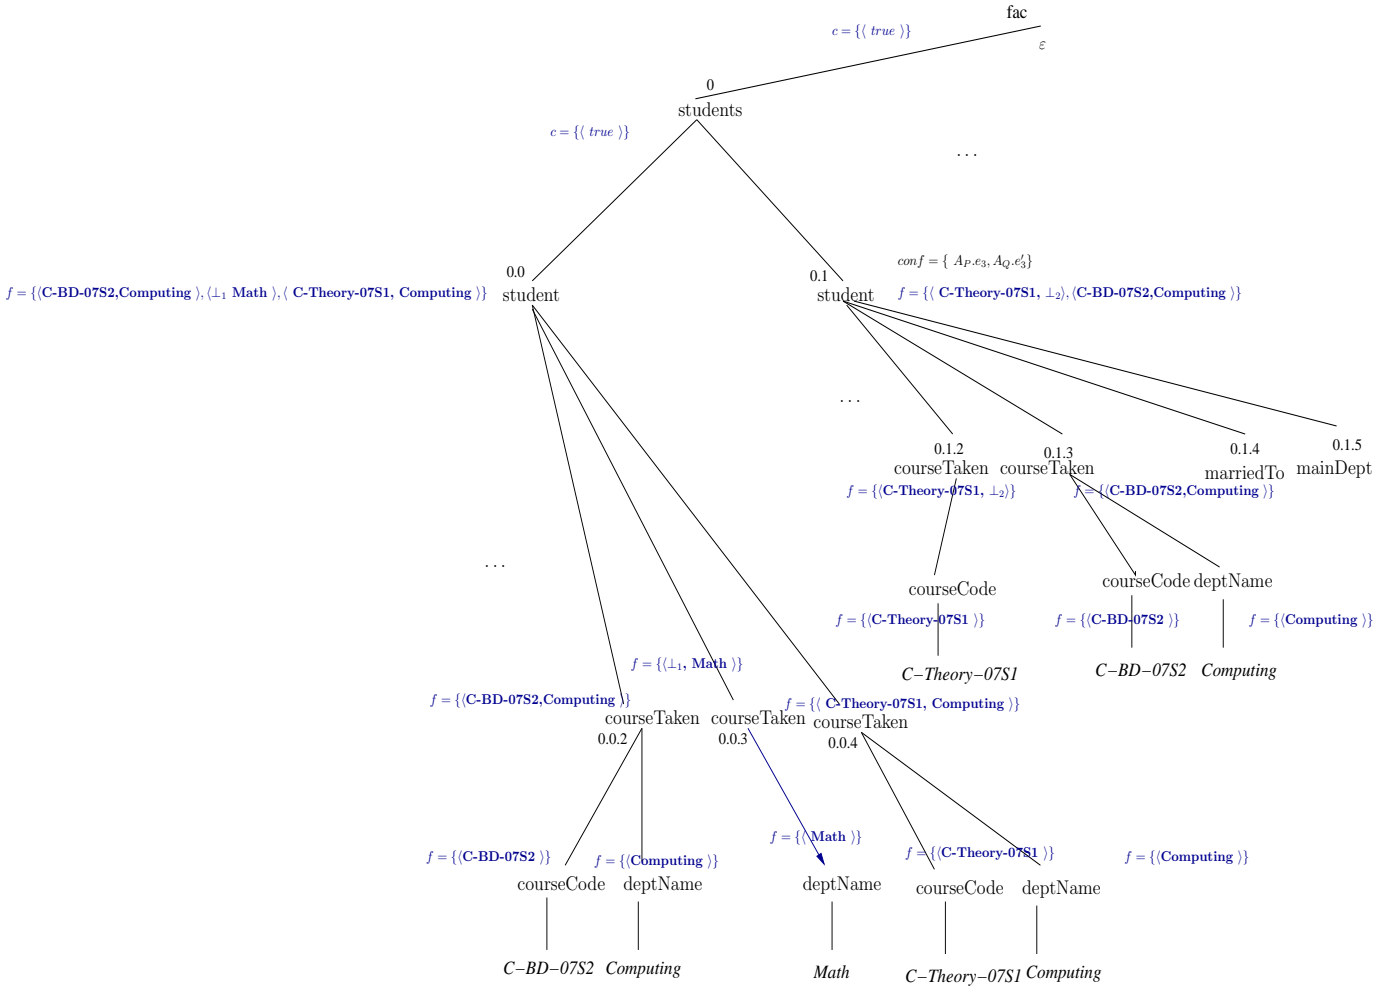 fac
c = {⟨ true ⟩}
ε
0
students
c = {⟨ true ⟩}
. . .
conf = { A_P.e_3, A_Q.e′_3}
0.0
0.1
f = {⟨C-BD-07S2,Computing ⟩, ⟨⊥_1 Math ⟩, ⟨ C-Theory-07S1, Computing ⟩}
student
student
f = {⟨ C-Theory-07S1, ⊥_2⟩, ⟨C-BD-07S2,Computing ⟩}
. . .
0.1.2
0.1.3
0.1.4
0.1.5
courseTaken
courseTaken
marriedTo
mainDept
f = {⟨C-Theory-07S1, ⊥_2⟩}
f = {⟨C-BD-07S2,Computing ⟩}
. . .
courseCode
courseCode
deptName
f = {⟨C-Theory-07S1 ⟩}
f = {⟨C-BD-07S2 ⟩}
f = {⟨Computing ⟩}
C−Theory−07S1
C−BD−07S2
Computing
f = {⟨⊥_1, Math ⟩}
f = {⟨C-BD-07S2,Computing ⟩}
f = {⟨ C-Theory-07S1, Computing ⟩}
courseTaken
courseTaken
courseTaken
0.0.2
0.0.3
0.0.4
f = {⟨ Math ⟩}
f = {⟨C-BD-07S2 ⟩}
f = {⟨Computing ⟩}
f = {⟨C-Theory-07S1 ⟩}
f = {⟨Computing ⟩}
courseCode
deptName
deptName
courseCode
deptName
C−BD−07S2
Computing
Math
C−Theory−07S1
Computing